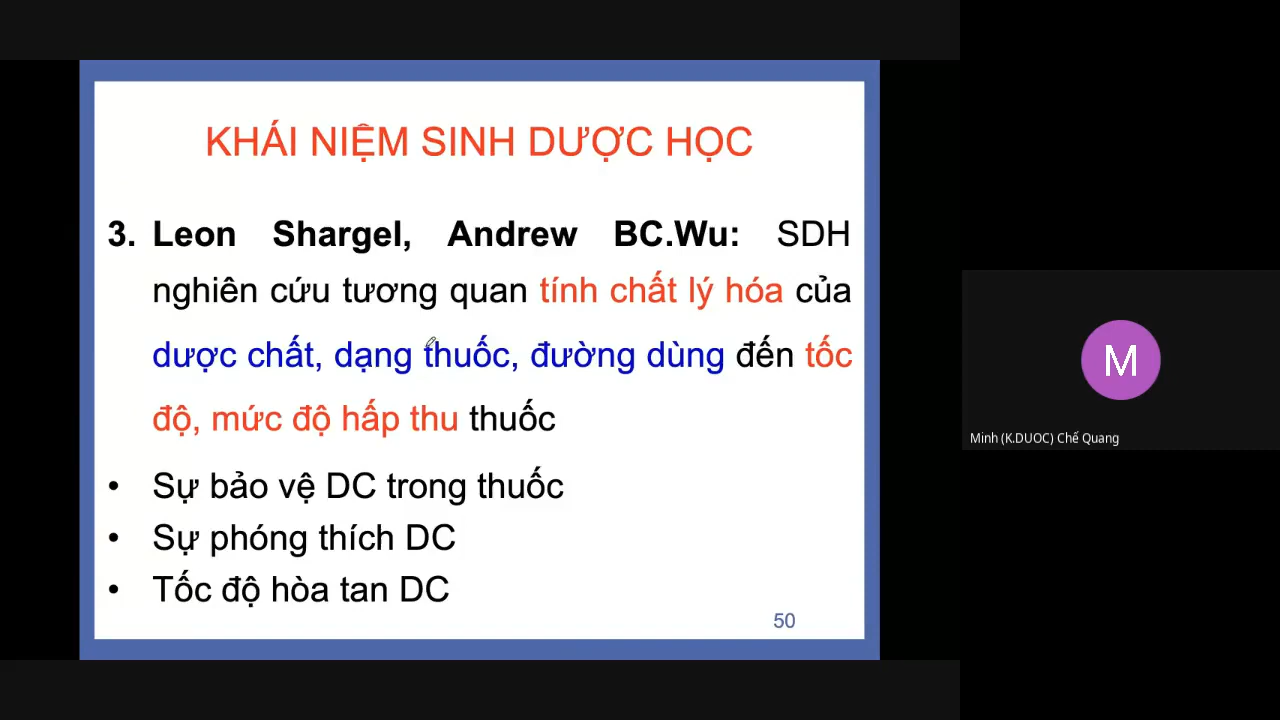 KHÁI NIỆM SINH DƯỢC HỌC
3. Leon Shargel, Andrew BC.Wu: SDH
nghiên cứu tương quan tính chất lý hóa của
dược chất, dạng thuốc, đường dùng đến tốc
độ, mức độ hấp thu thuốc
• Sự bảo vệ DC trong thuốc
• Sự phóng thích DC
• Tốc độ hòa tan DC
50
M
Minh (K.DUOC) Chế Quang